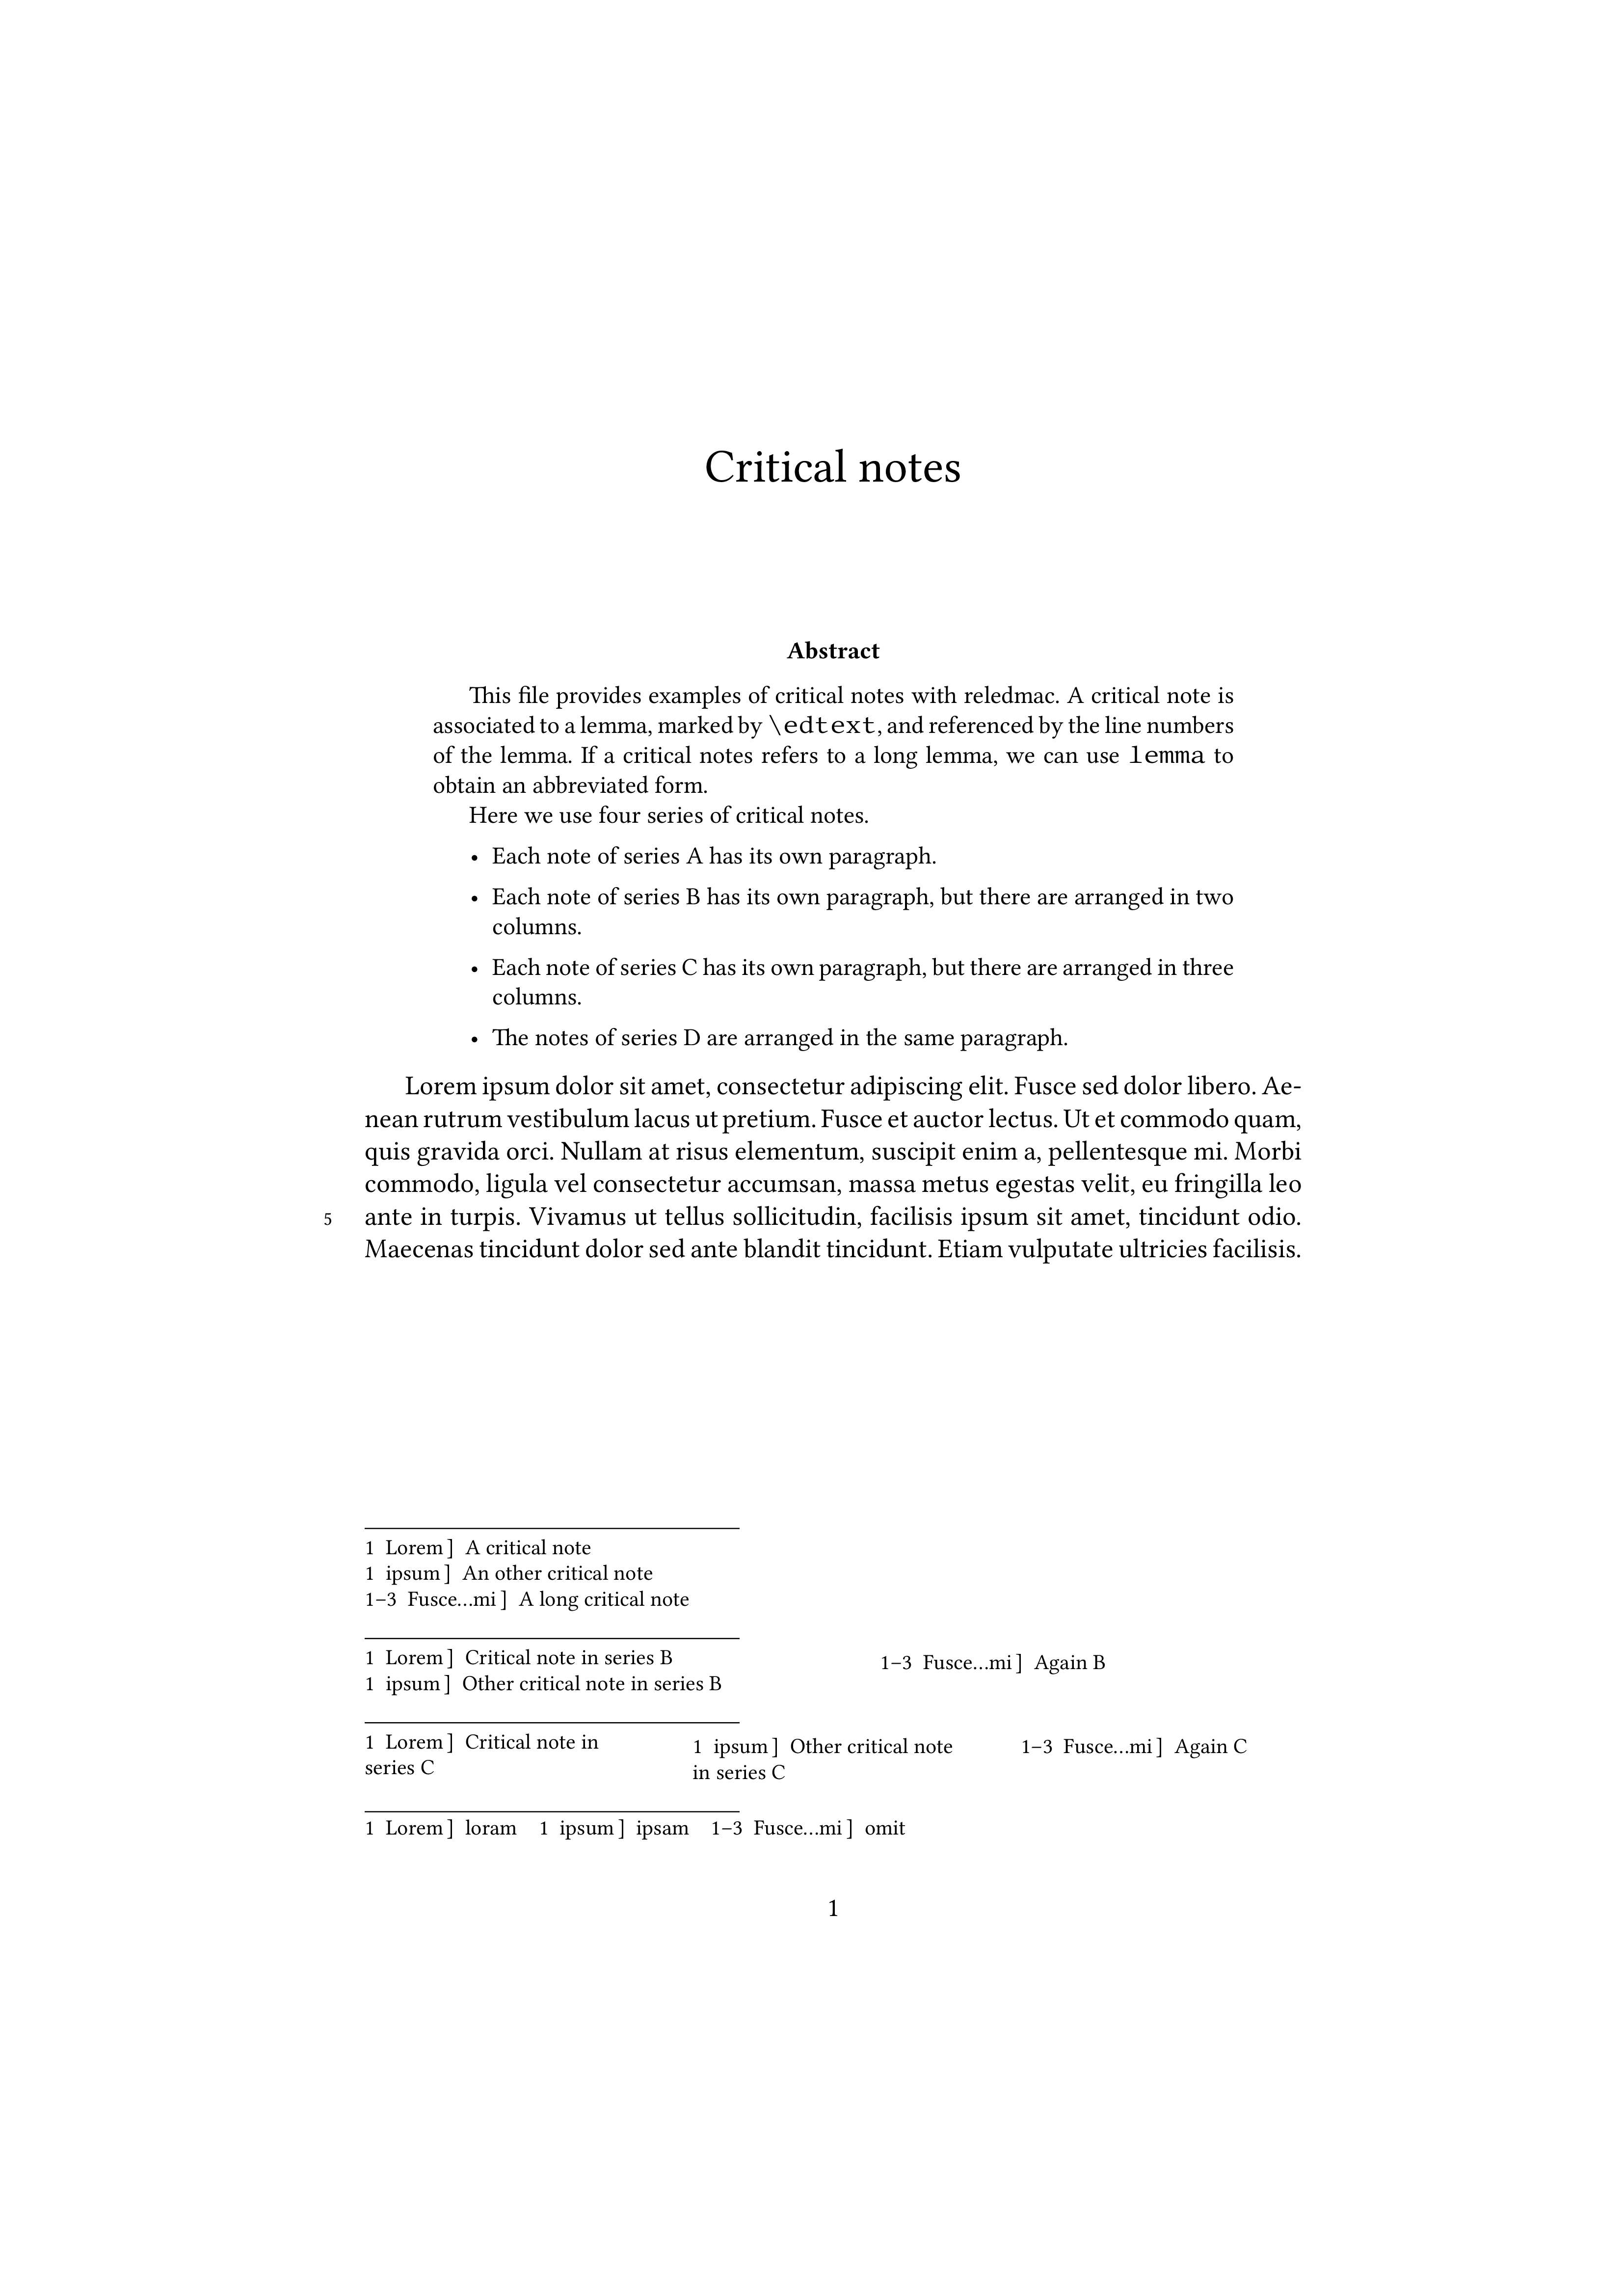 Critical notes
Abstract
This file provides examples of critical notes with reledmac. A critical note is
associated to a lemma, marked by \edtext, and referenced by the line numbers
of the lemma. If a critical notes refers to a long lemma, we can use lemma to
obtain an abbreviated form.
Here we use four series of critical notes.
• Each note of series A has its own paragraph.
• Each note of series B has its own paragraph, but there are arranged in two
columns.
• Each note of series C has its own paragraph, but there are arranged in three
columns.
• The notes of series D are arranged in the same paragraph.
Lorem ipsum dolor sit amet, consectetur adipiscing elit. Fusce sed dolor libero. Ae-
nean rutrum vestibulum lacus ut pretium. Fusce et auctor lectus. Ut et commodo quam,
quis gravida orci. Nullam at risus elementum, suscipit enim a, pellentesque mi. Morbi
commodo, ligula vel consectetur accumsan, massa metus egestas velit, eu fringilla leo
5 ante in turpis. Vivamus ut tellus sollicitudin, facilisis ipsum sit amet, tincidunt odio.
Maecenas tincidunt dolor sed ante blandit tincidunt. Etiam vulputate ultricies facilisis.
1 Lorem] A critical note
1 ipsum] An other critical note
1–3 Fusce…mi] A long critical note
1 Lorem] Critical note in series B
1 ipsum] Other critical note in series B
1–3 Fusce…mi] Again B
1 Lorem] Critical note in
series C
1 ipsum] Other critical note
in series C
1–3 Fusce…mi] Again C
1 Lorem] loram 1 ipsum] ipsam 1–3 Fusce…mi] omit
1